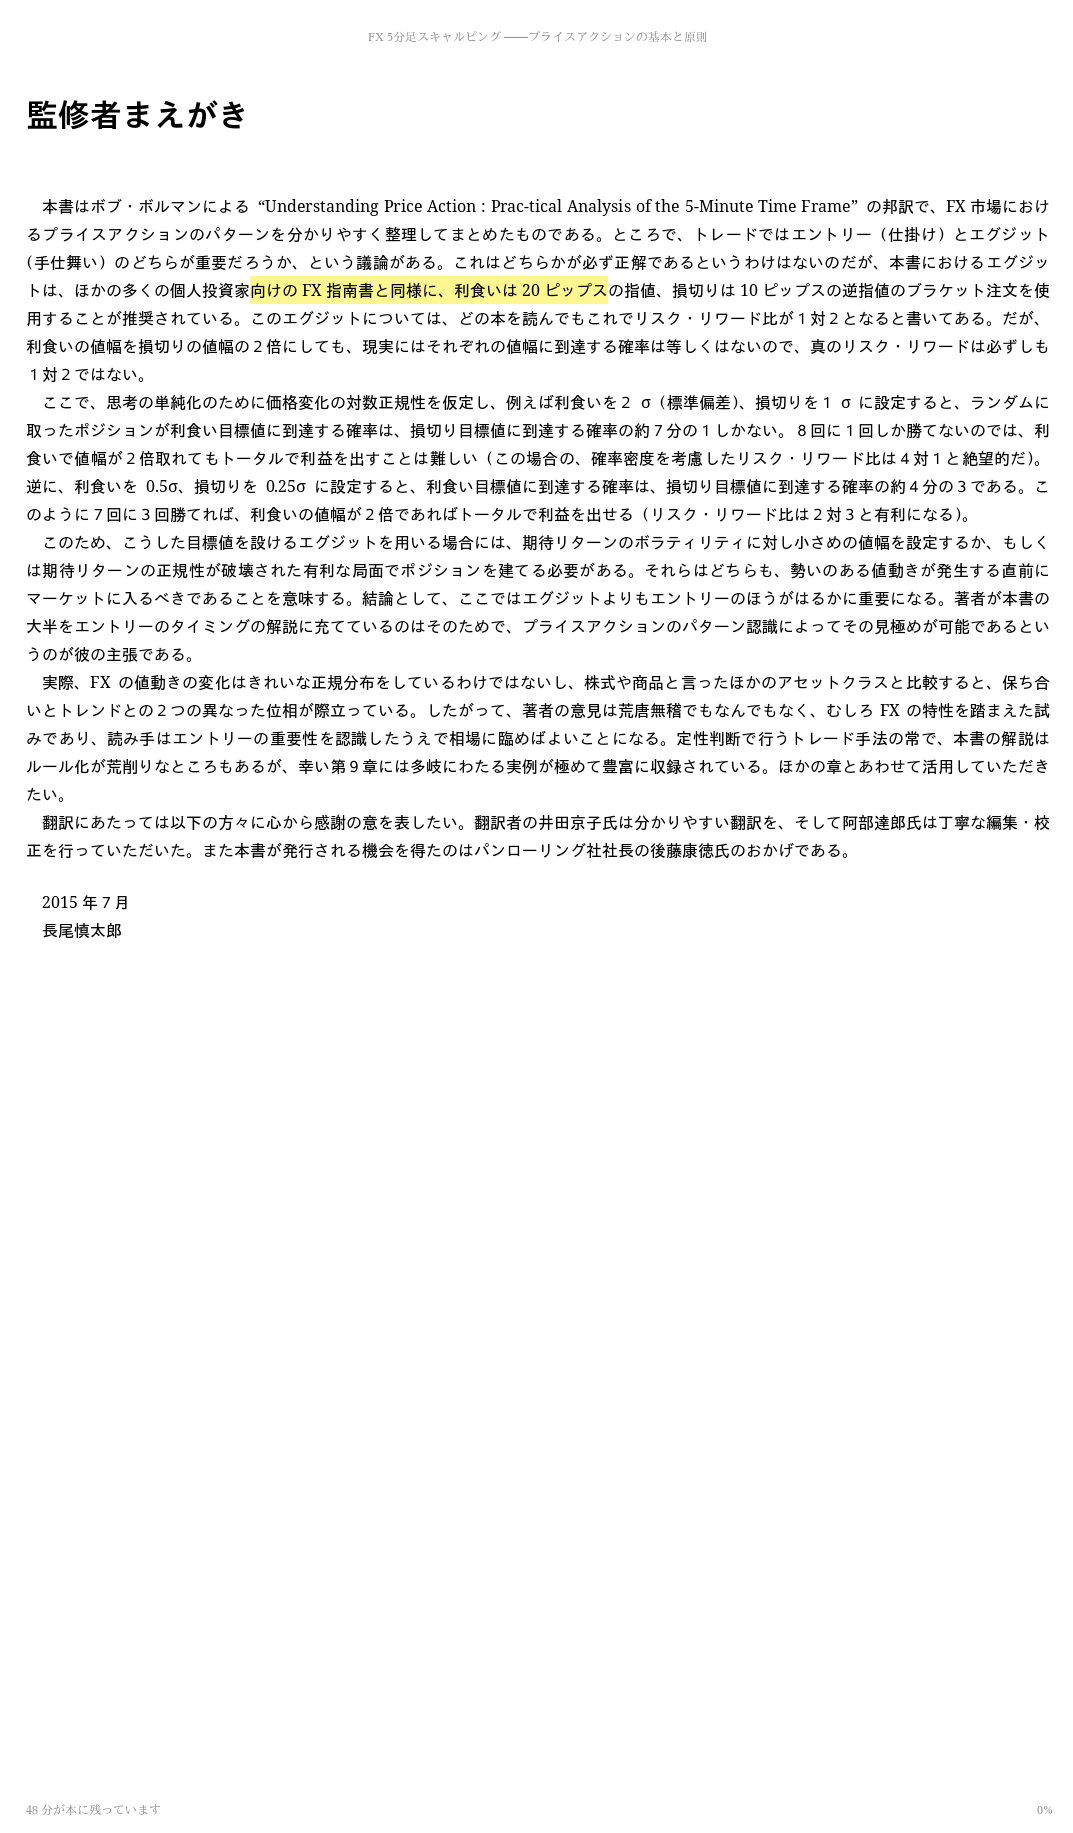 FX 5分足スキャルピング ――プライスアクションの基本と原則
監修者まえがき
本書はボブ・ボルマンによる “Understanding Price Action : Prac-tical Analysis of the 5-Minute Time Frame” の邦訳で、FX 市場におけ
るプライスアクションのパターンを分かりやすく整理してまとめたものである。ところで、トレードではエントリー（仕掛け）とエグジット
（手仕舞い）のどちらが重要だろうか、という議論がある。これはどちらかが必ず正解であるというわけはないのだが、本書におけるエグジッ
トは、ほかの多くの個人投資家向けの FX 指南書と同様に、利食いは 20 ピップスの指値、損切りは 10 ピップスの逆指値のブラケット注文を使
用することが推奨されている。このエグジットについては、どの本を読んでもこれでリスク・リワード比が１対２となると書いてある。だが、
利食いの値幅を損切りの値幅の２倍にしても、現実にはそれぞれの値幅に到達する確率は等しくはないので、真のリスク・リワードは必ずしも
１対２ではない。
ここで、思考の単純化のために価格変化の対数正規性を仮定し、例えば利食いを２ σ（標準偏差）、損切りを１ σ に設定すると、ランダムに
取ったポジションが利食い目標値に到達する確率は、損切り目標値に到達する確率の約７分の１しかない。８回に１回しか勝てないのでは、利
食いで値幅が２倍取れてもトータルで利益を出すことは難しい（この場合の、確率密度を考慮したリスク・リワード比は４対１と絶望的だ）。
逆に、利食いを 0.5σ、損切りを 0.25σ に設定すると、利食い目標値に到達する確率は、損切り目標値に到達する確率の約４分の３である。こ
のように７回に３回勝てれば、利食いの値幅が２倍であればトータルで利益を出せる（リスク・リワード比は２対３と有利になる）。
このため、こうした目標値を設けるエグジットを用いる場合には、期待リターンのボラティリティに対し小さめの値幅を設定するか、もしく
は期待リターンの正規性が破壊された有利な局面でポジションを建てる必要がある。それらはどちらも、勢いのある値動きが発生する直前に
マーケットに入るべきであることを意味する。結論として、ここではエグジットよりもエントリーのほうがはるかに重要になる。著者が本書の
大半をエントリーのタイミングの解説に充てているのはそのためで、プライスアクションのパターン認識によってその見極めが可能であるとい
うのが彼の主張である。
実際、FX の値動きの変化はきれいな正規分布をしているわけではないし、株式や商品と言ったほかのアセットクラスと比較すると、保ち合
いとトレンドとの２つの異なった位相が際立っている。したがって、著者の意見は荒唐無稽でもなんでもなく、むしろ FX の特性を踏まえた試
みであり、読み手はエントリーの重要性を認識したうえで相場に臨めばよいことになる。定性判断で行うトレード手法の常で、本書の解説は
ルール化が荒削りなところもあるが、幸い第９章には多岐にわたる実例が極めて豊富に収録されている。ほかの章とあわせて活用していただき
たい。
翻訳にあたっては以下の方々に心から感謝の意を表したい。翻訳者の井田京子氏は分かりやすい翻訳を、そして阿部達郎氏は丁寧な編集・校
正を行っていただいた。また本書が発行される機会を得たのはパンローリング社社長の後藤康徳氏のおかげである。
2015 年７月
長尾慎太郎
48 分が本に残っています
0%